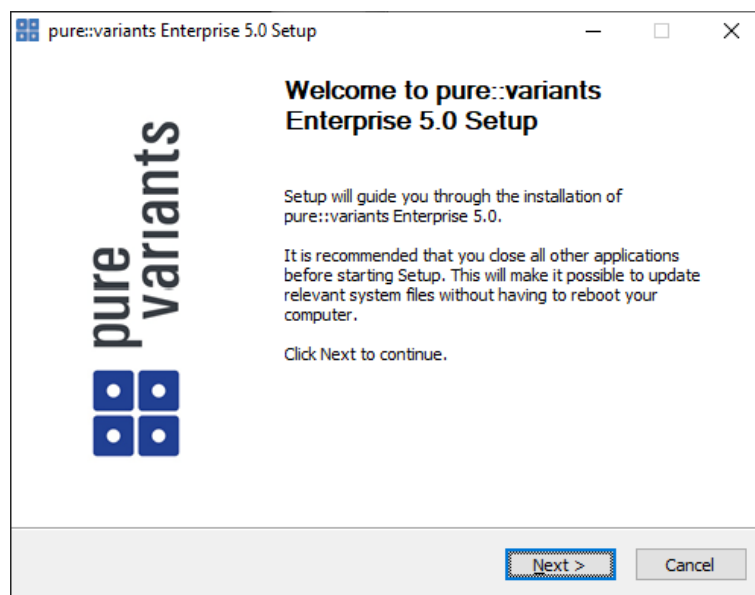 pure::variants Enterprise 5.0 Setup
Welcome to pure::variants
Enterprise 5.0 Setup
pure
variants
Setup will guide you through the installation of
pure::variants Enterprise 5.0.
It is recommended that you close all other applications
before starting Setup. This will make it possible to update
relevant system files without having to reboot your
computer.
Click Next to continue.
Next >
Cancel